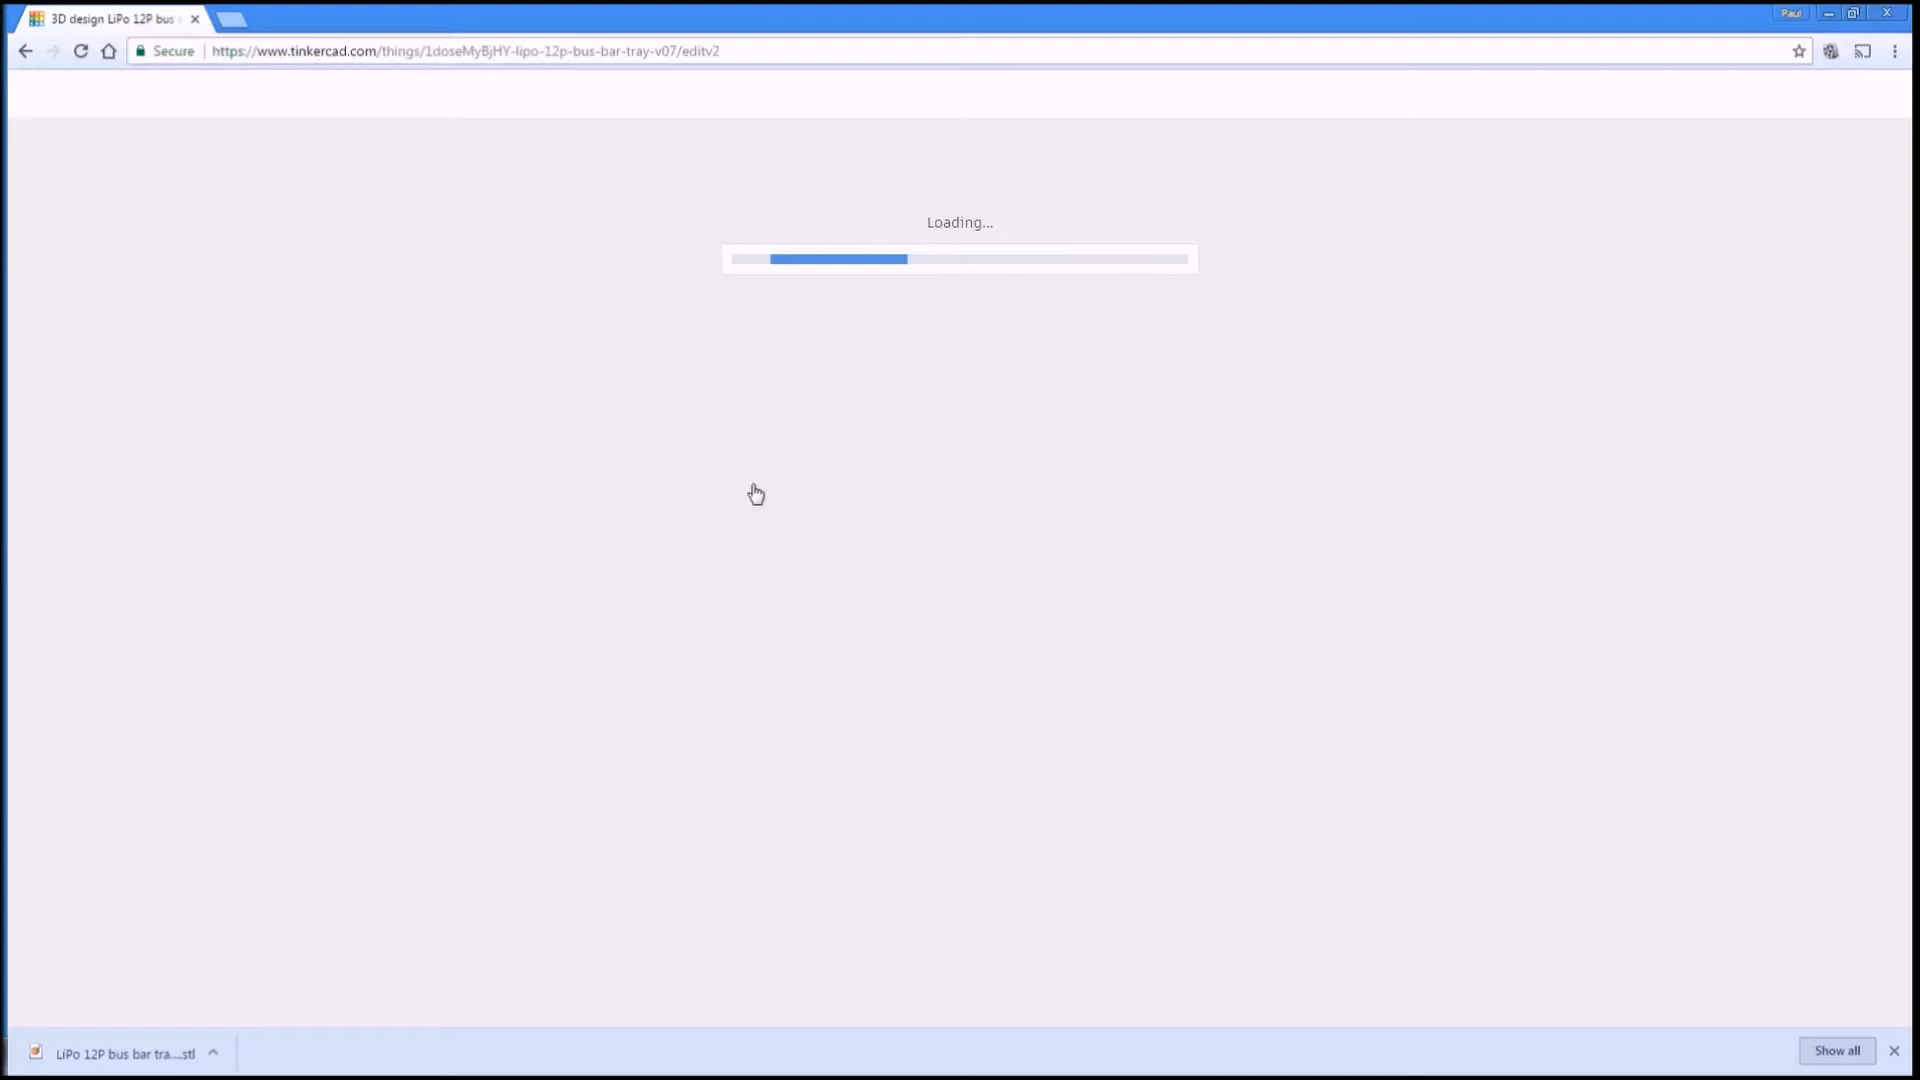 3D design LiPo 12P bus
Paul
Secure
https://www.tinkercad.com/things/1doseMyBjHY-lipo-12p-bus-bar-tray-v07/editv2
Loading...
LiPo 12P bus bar tra....stl
Show all